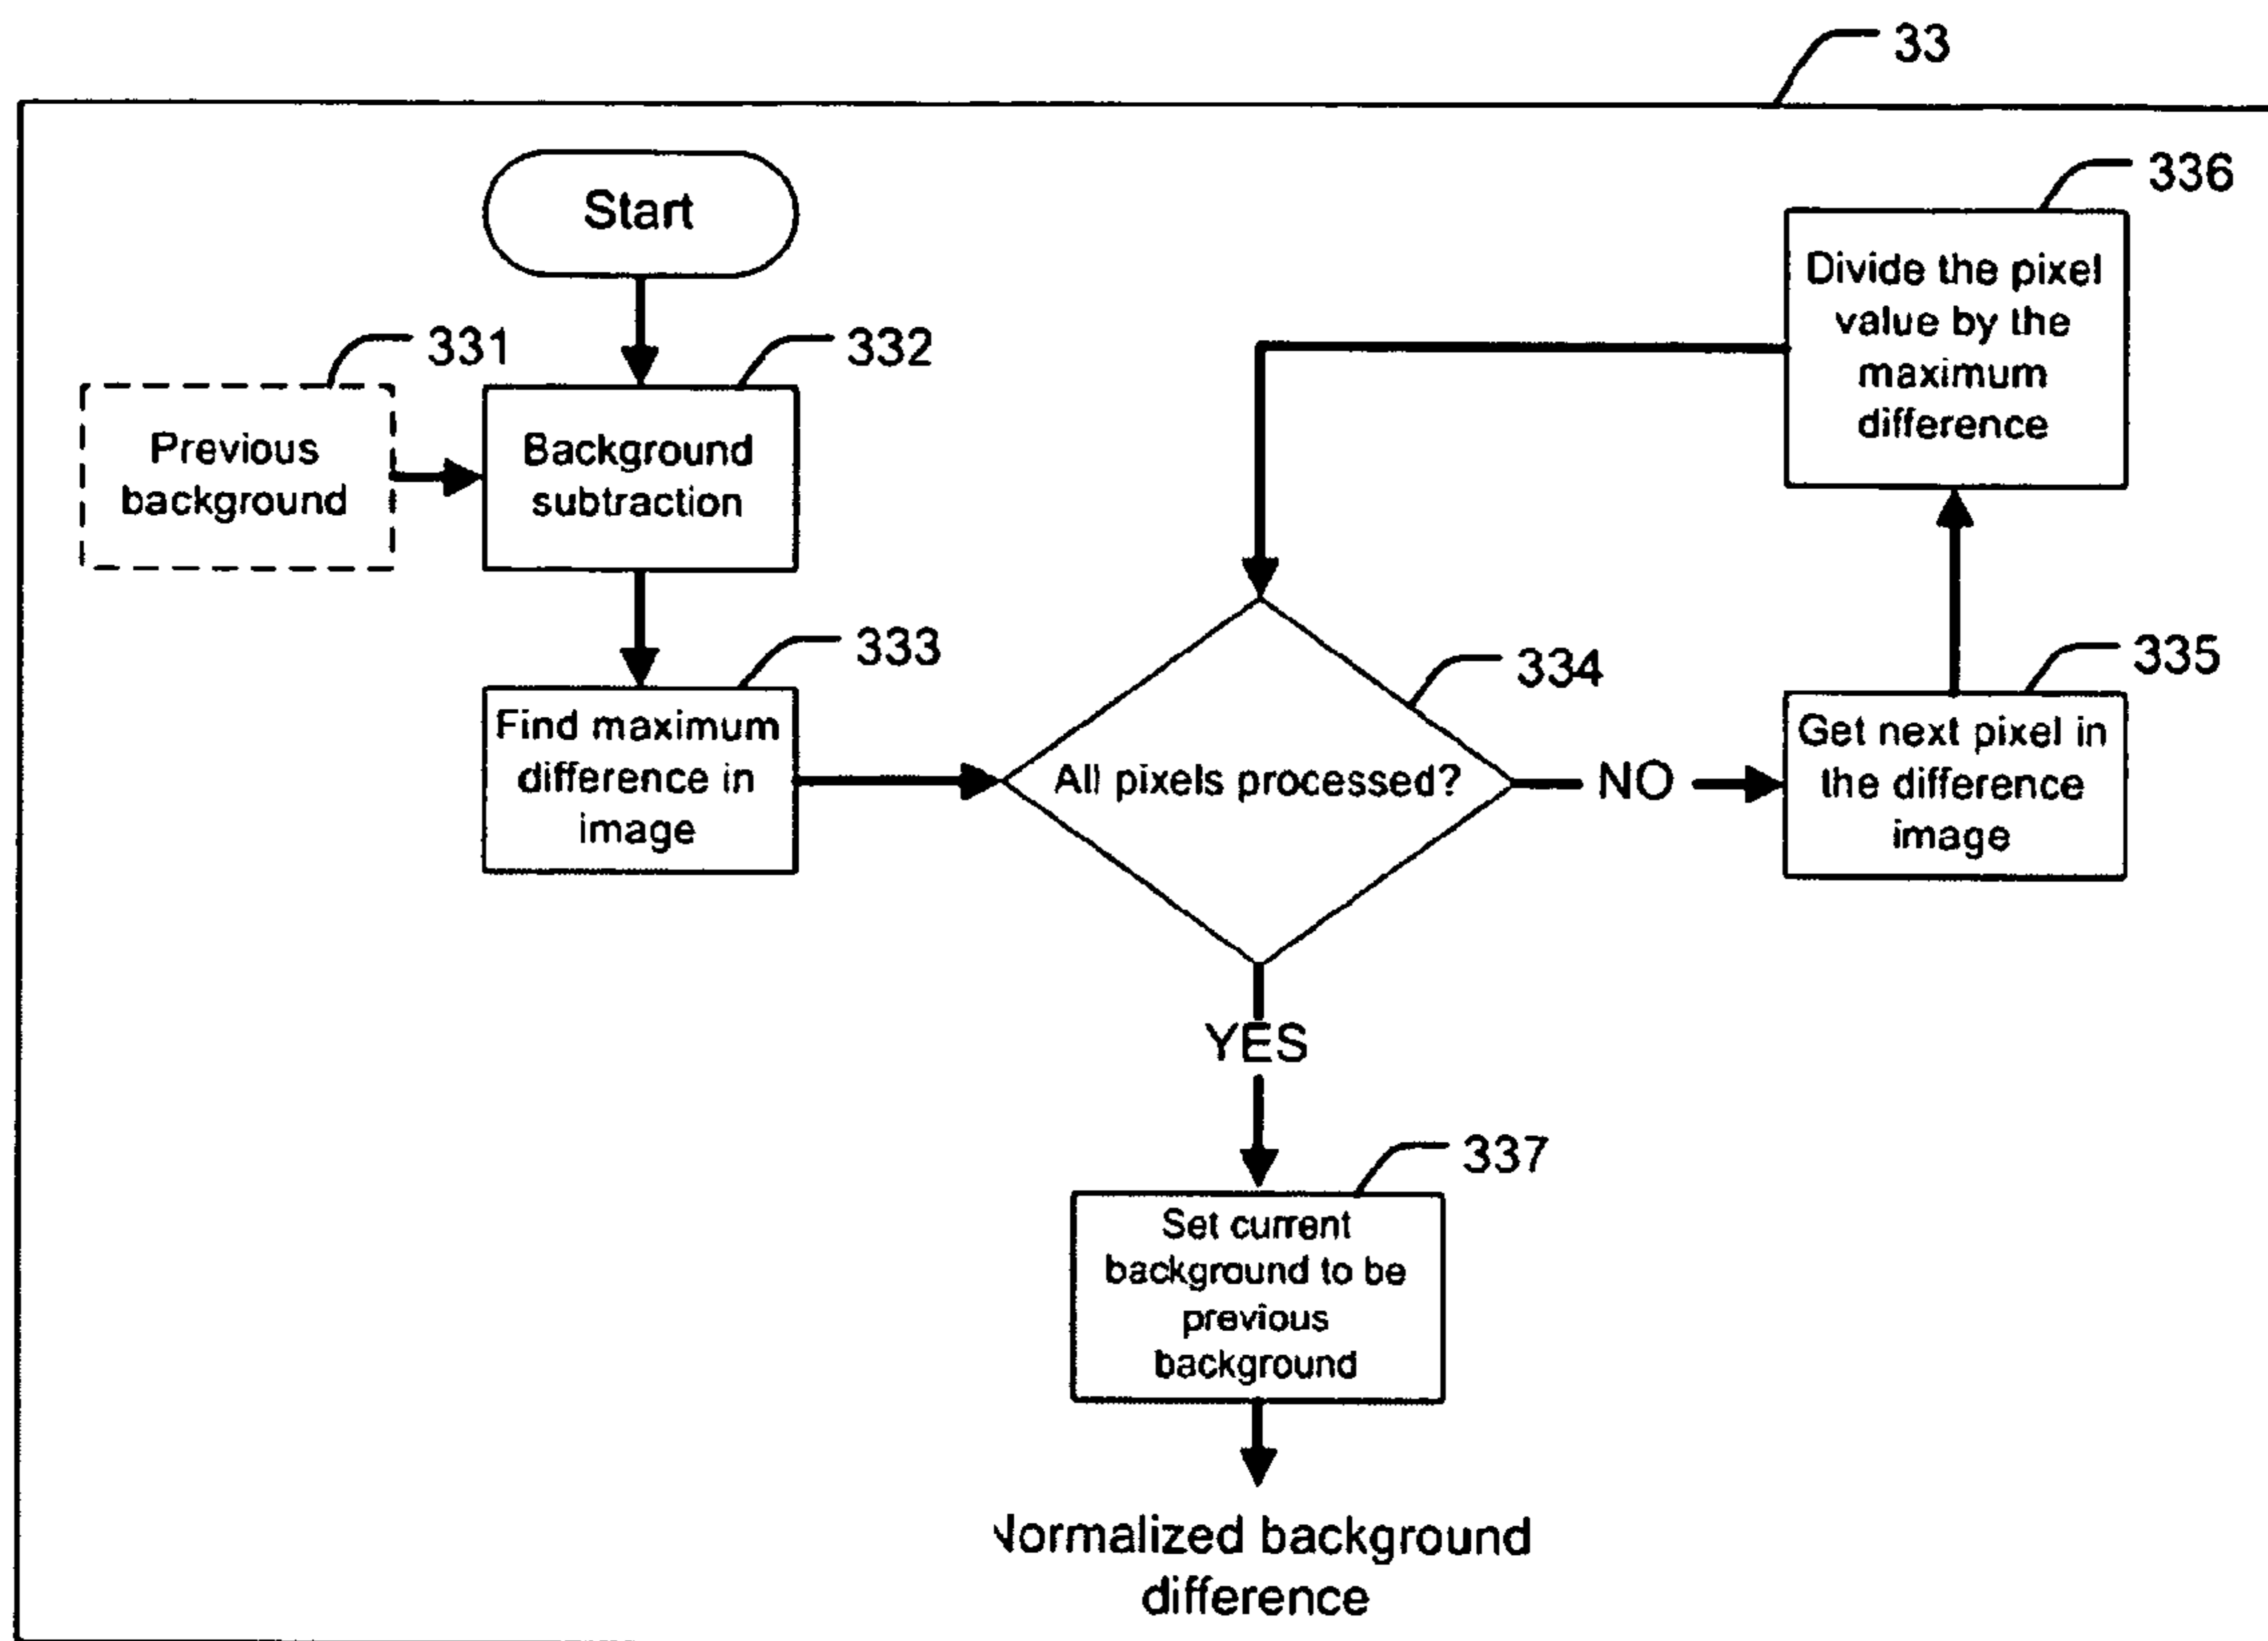 33
Start
336
Divide the pixel
value by the
maximum
difference
331
332
Previous
background
Background
subtraction
333
334
335
Find maximum
difference in
image
All pixels processed?
NO
Get next pixel in
the difference
image
YES
337
Set current
background to be
previous
background
Normalized background
difference